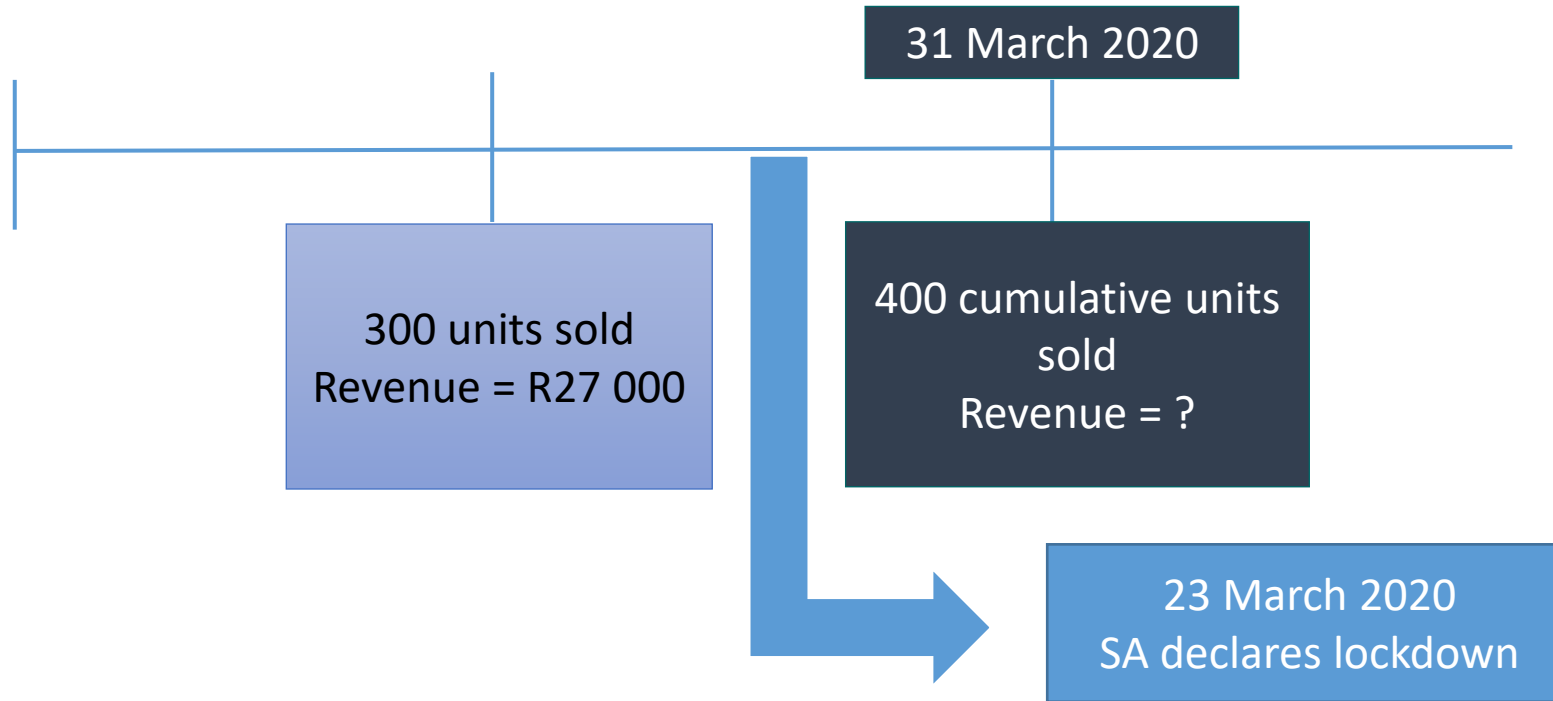 31 March 2020
300 units sold
Revenue = R27 000
400 cumulative units
sold
Revenue = ?
23 March 2020
SA declares lockdown